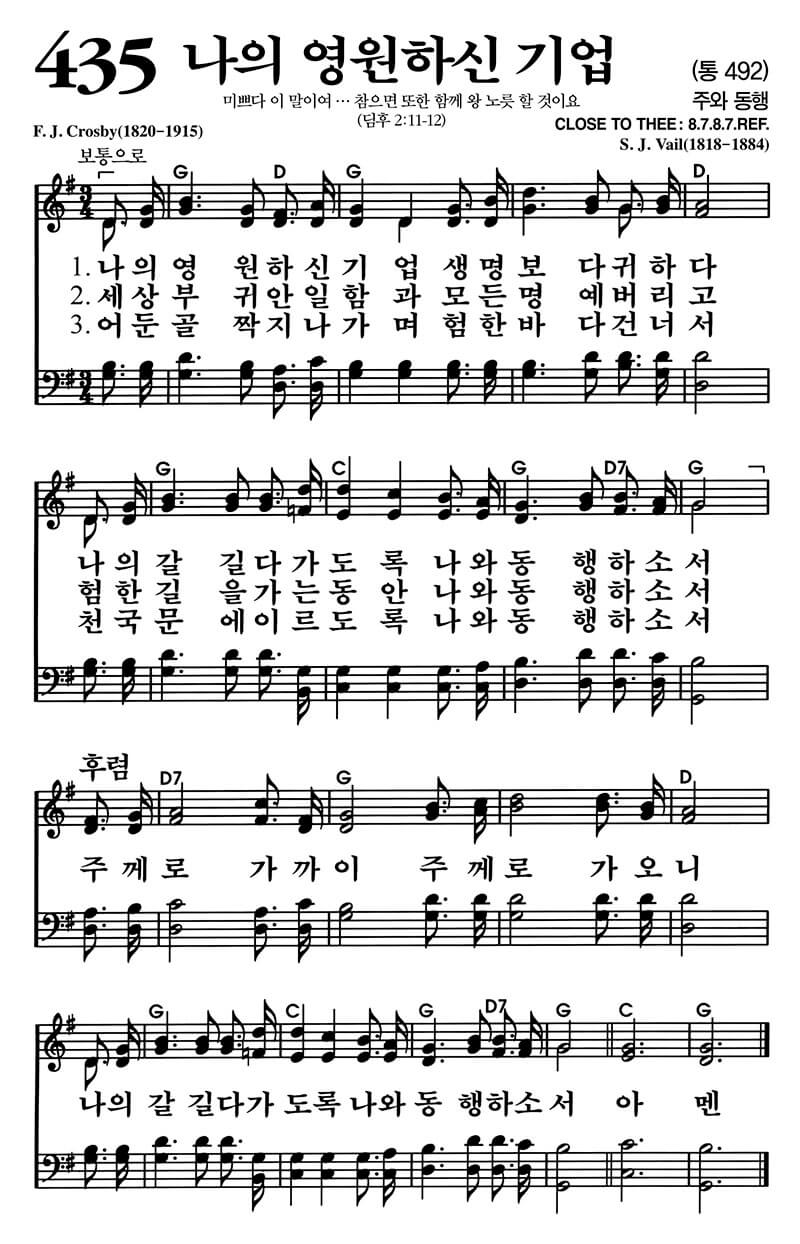 435 나의 영원하신 기업 (통 492)
미쁘다 이 말이여 … 참으면 또한 함께 왕 노릇 할 것이요 주와 동행
(딤후 2:11-12)
CLOSE TO THEE : 8.7.8.7.REF.
F. J. Crosby(1820-1915)
S. J. Vail(1818-1884)
보통으로
G D G D
1. 나의 영 원하신기 업 생명보 다귀하다
2. 세상부 귀안일함 과 모든명 예버리고
3. 어둔골 짝지나가 며 험한바 다건너서
G C G D7 G
나의갈 길다가도 록 나와동 행하소서
험한길 을가는동 안 나와동 행하소서
천국문 에이르도 록 나와동 행하소서
후렴
D7 G D
주께로 가까이 주께로 가오니
G C G D7 G C G
나의 갈 길다가 도록 나와 동 행하소서 아 멘